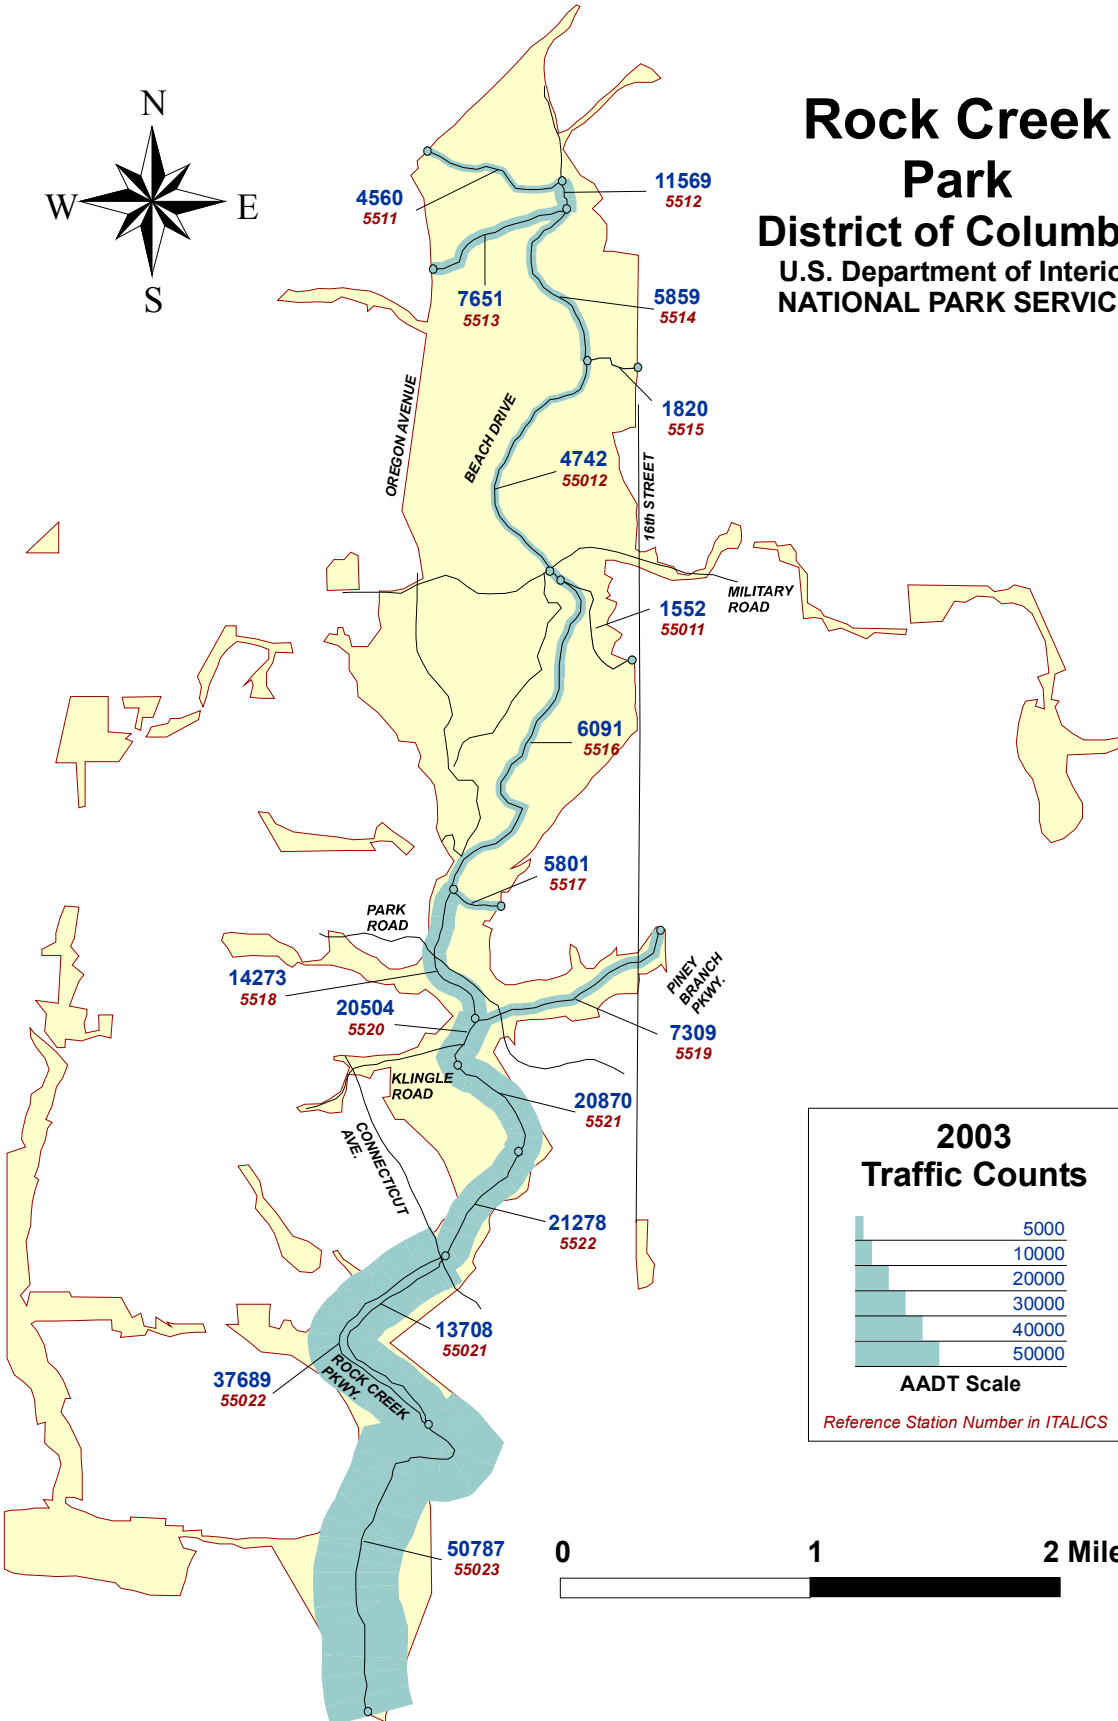 Rock Creek
Park
District of Columb
U.S. Department of Interio
NATIONAL PARK SERVIC
N
W
E
S
4560
5511
11569
5512
7651
5513
5859
5514
OREGON AVENUE
BEACH DRIVE
1820
5515
4742
55012
16th STREET
MILITARY
ROAD
1552
55011
6091
5516
5801
5517
PARK
ROAD
14273
5518
20504
5520
PINEY
BRANCH
PKWY.
7309
5519
KLINGLE
ROAD
20870
5521
CONNECTICUT
AVE.
21278
5522
13708
55021
37689
55022
ROCK CREEK
PKWY.
50787
55023
2003
Traffic Counts
5000
10000
20000
30000
40000
50000
AADT Scale
Reference Station Number in ITALICS
0 1 2 Mile